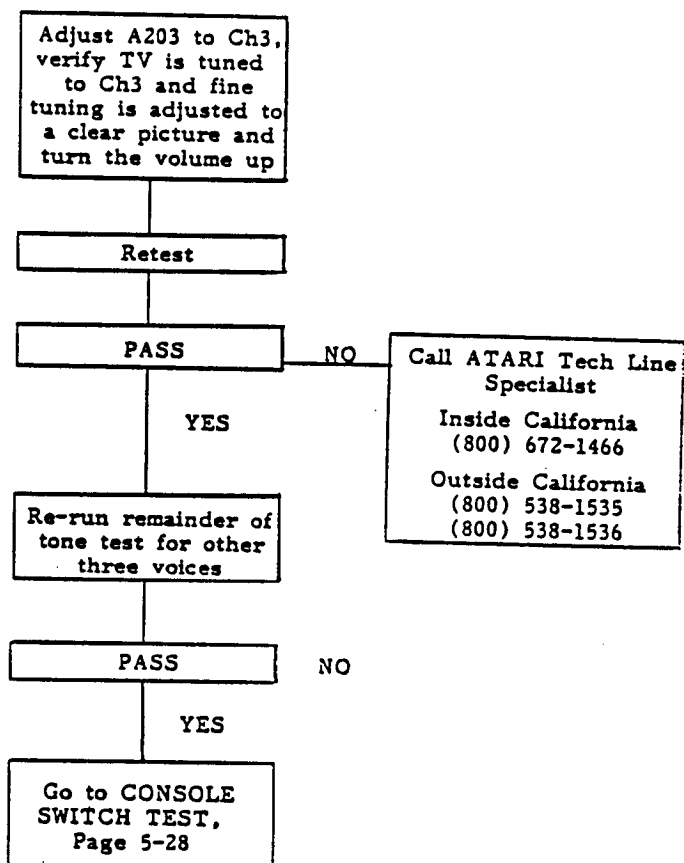 Adjust A203 to Ch3,
verify TV is tuned
to Ch3 and fine
tuning is adjusted to
a clear picture and
turn the volume up
Retest
PASS
NO
Call ATARI Tech Line
Specialist
Inside California
(800) 672-1466
Outside California
(800) 538-1535
(800) 538-1536
YES
Re-run remainder of
tone test for other
three voices
PASS
NO
YES
Go to CONSOLE
SWITCH TEST,
Page 5-28